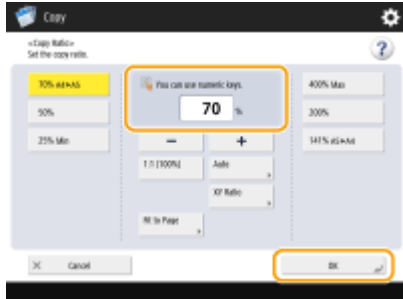 Copy
<Copy Ratio>
Set the copy ratio.
70% A4▶A5
You can use numeric keys.
400% Max
50%
70 %
200%
25% Min
− +
141% A5▶A4
1:1 (100%)
Auto
XY Ratio
Fit to Page
Cancel
OK